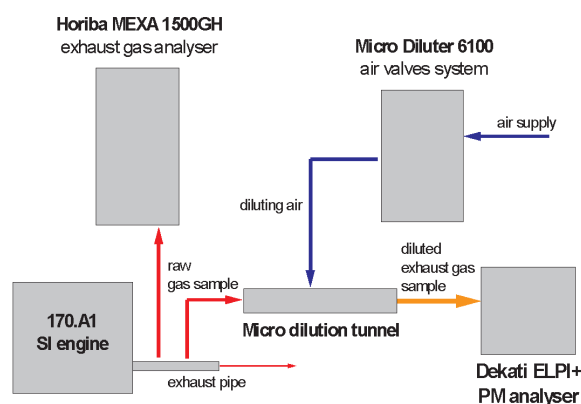 Horiba MEXA 1500GH
exhaust gas analyser
Micro Diluter 6100
air valves system
air supply
diluting air
raw
gas sample
diluted
exhaust gas
sample
170.A1
SI engine
Micro dilution tunnel
exhaust pipe
Dekati ELPI+
PM analyser